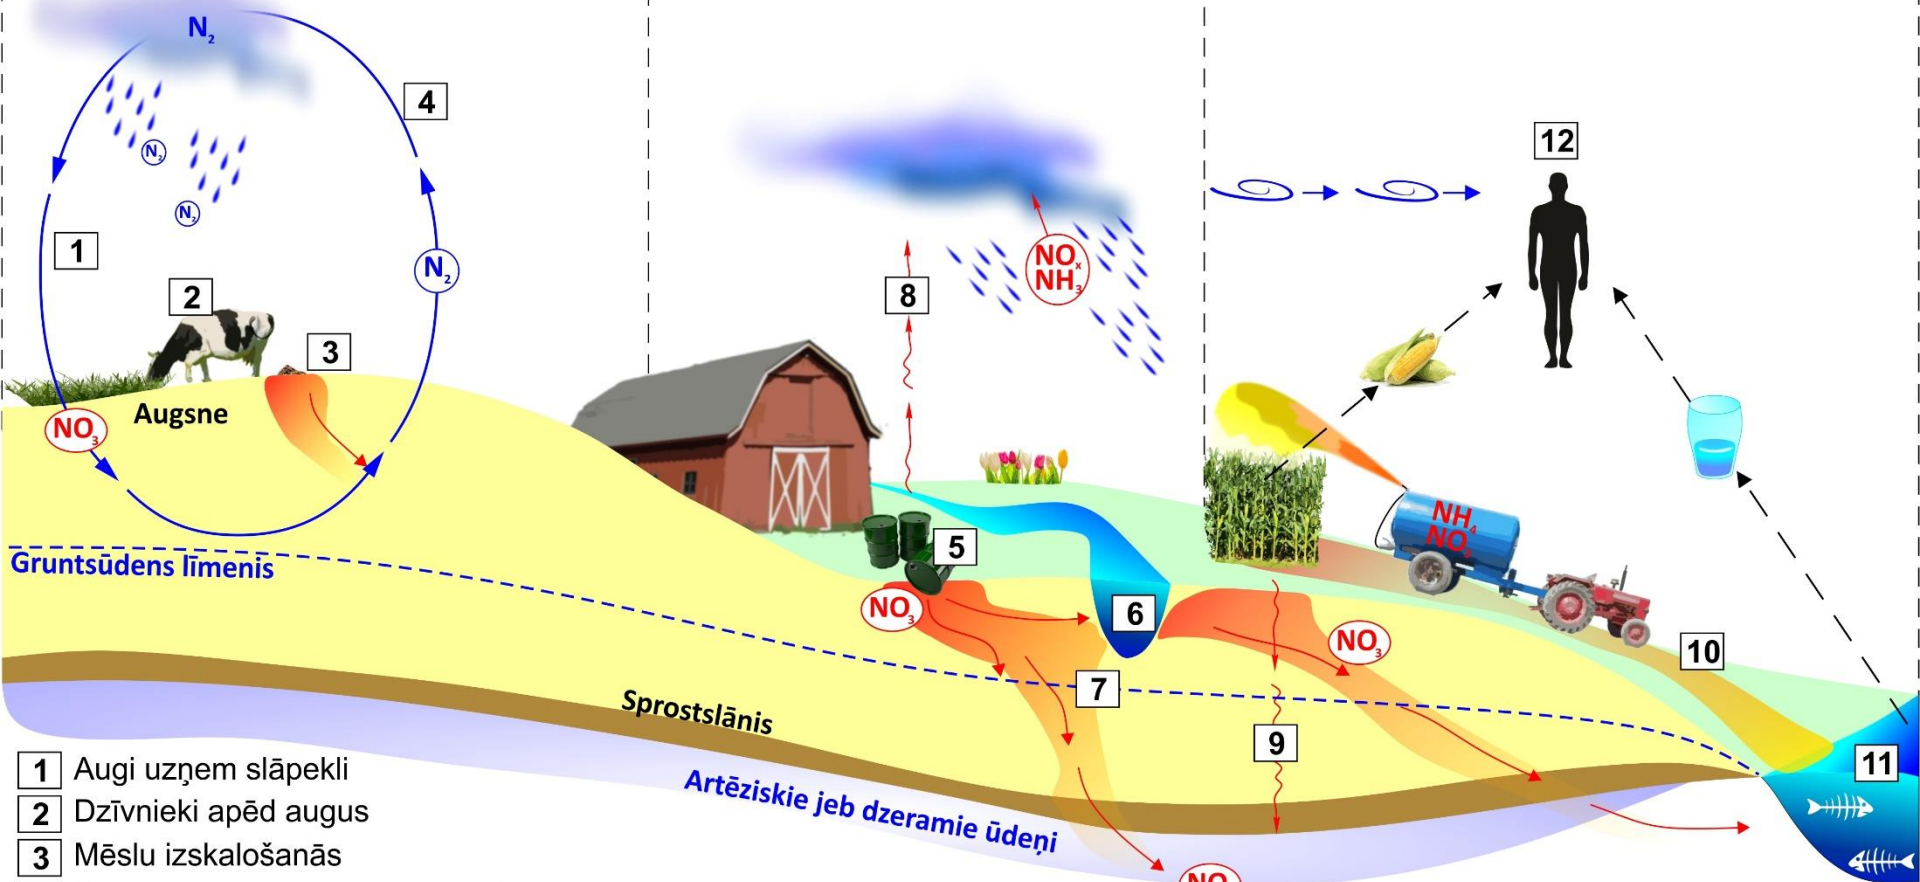 N₂
4
N₂
12
N₂
1
NOₓ
NH₃
N₂
2
8
3
Augsne
NO₃
NH₄
NO₃
5
Gruntsūdens līmenis
NO₃
6
NO₃
10
7
Sprostslānis
9
11
1 Augi uzņem slāpekli
2 Dzīvnieki apēd augus
3 Mēslu izskalošanās
Artēziskie jeb dzeramie ūdeņi